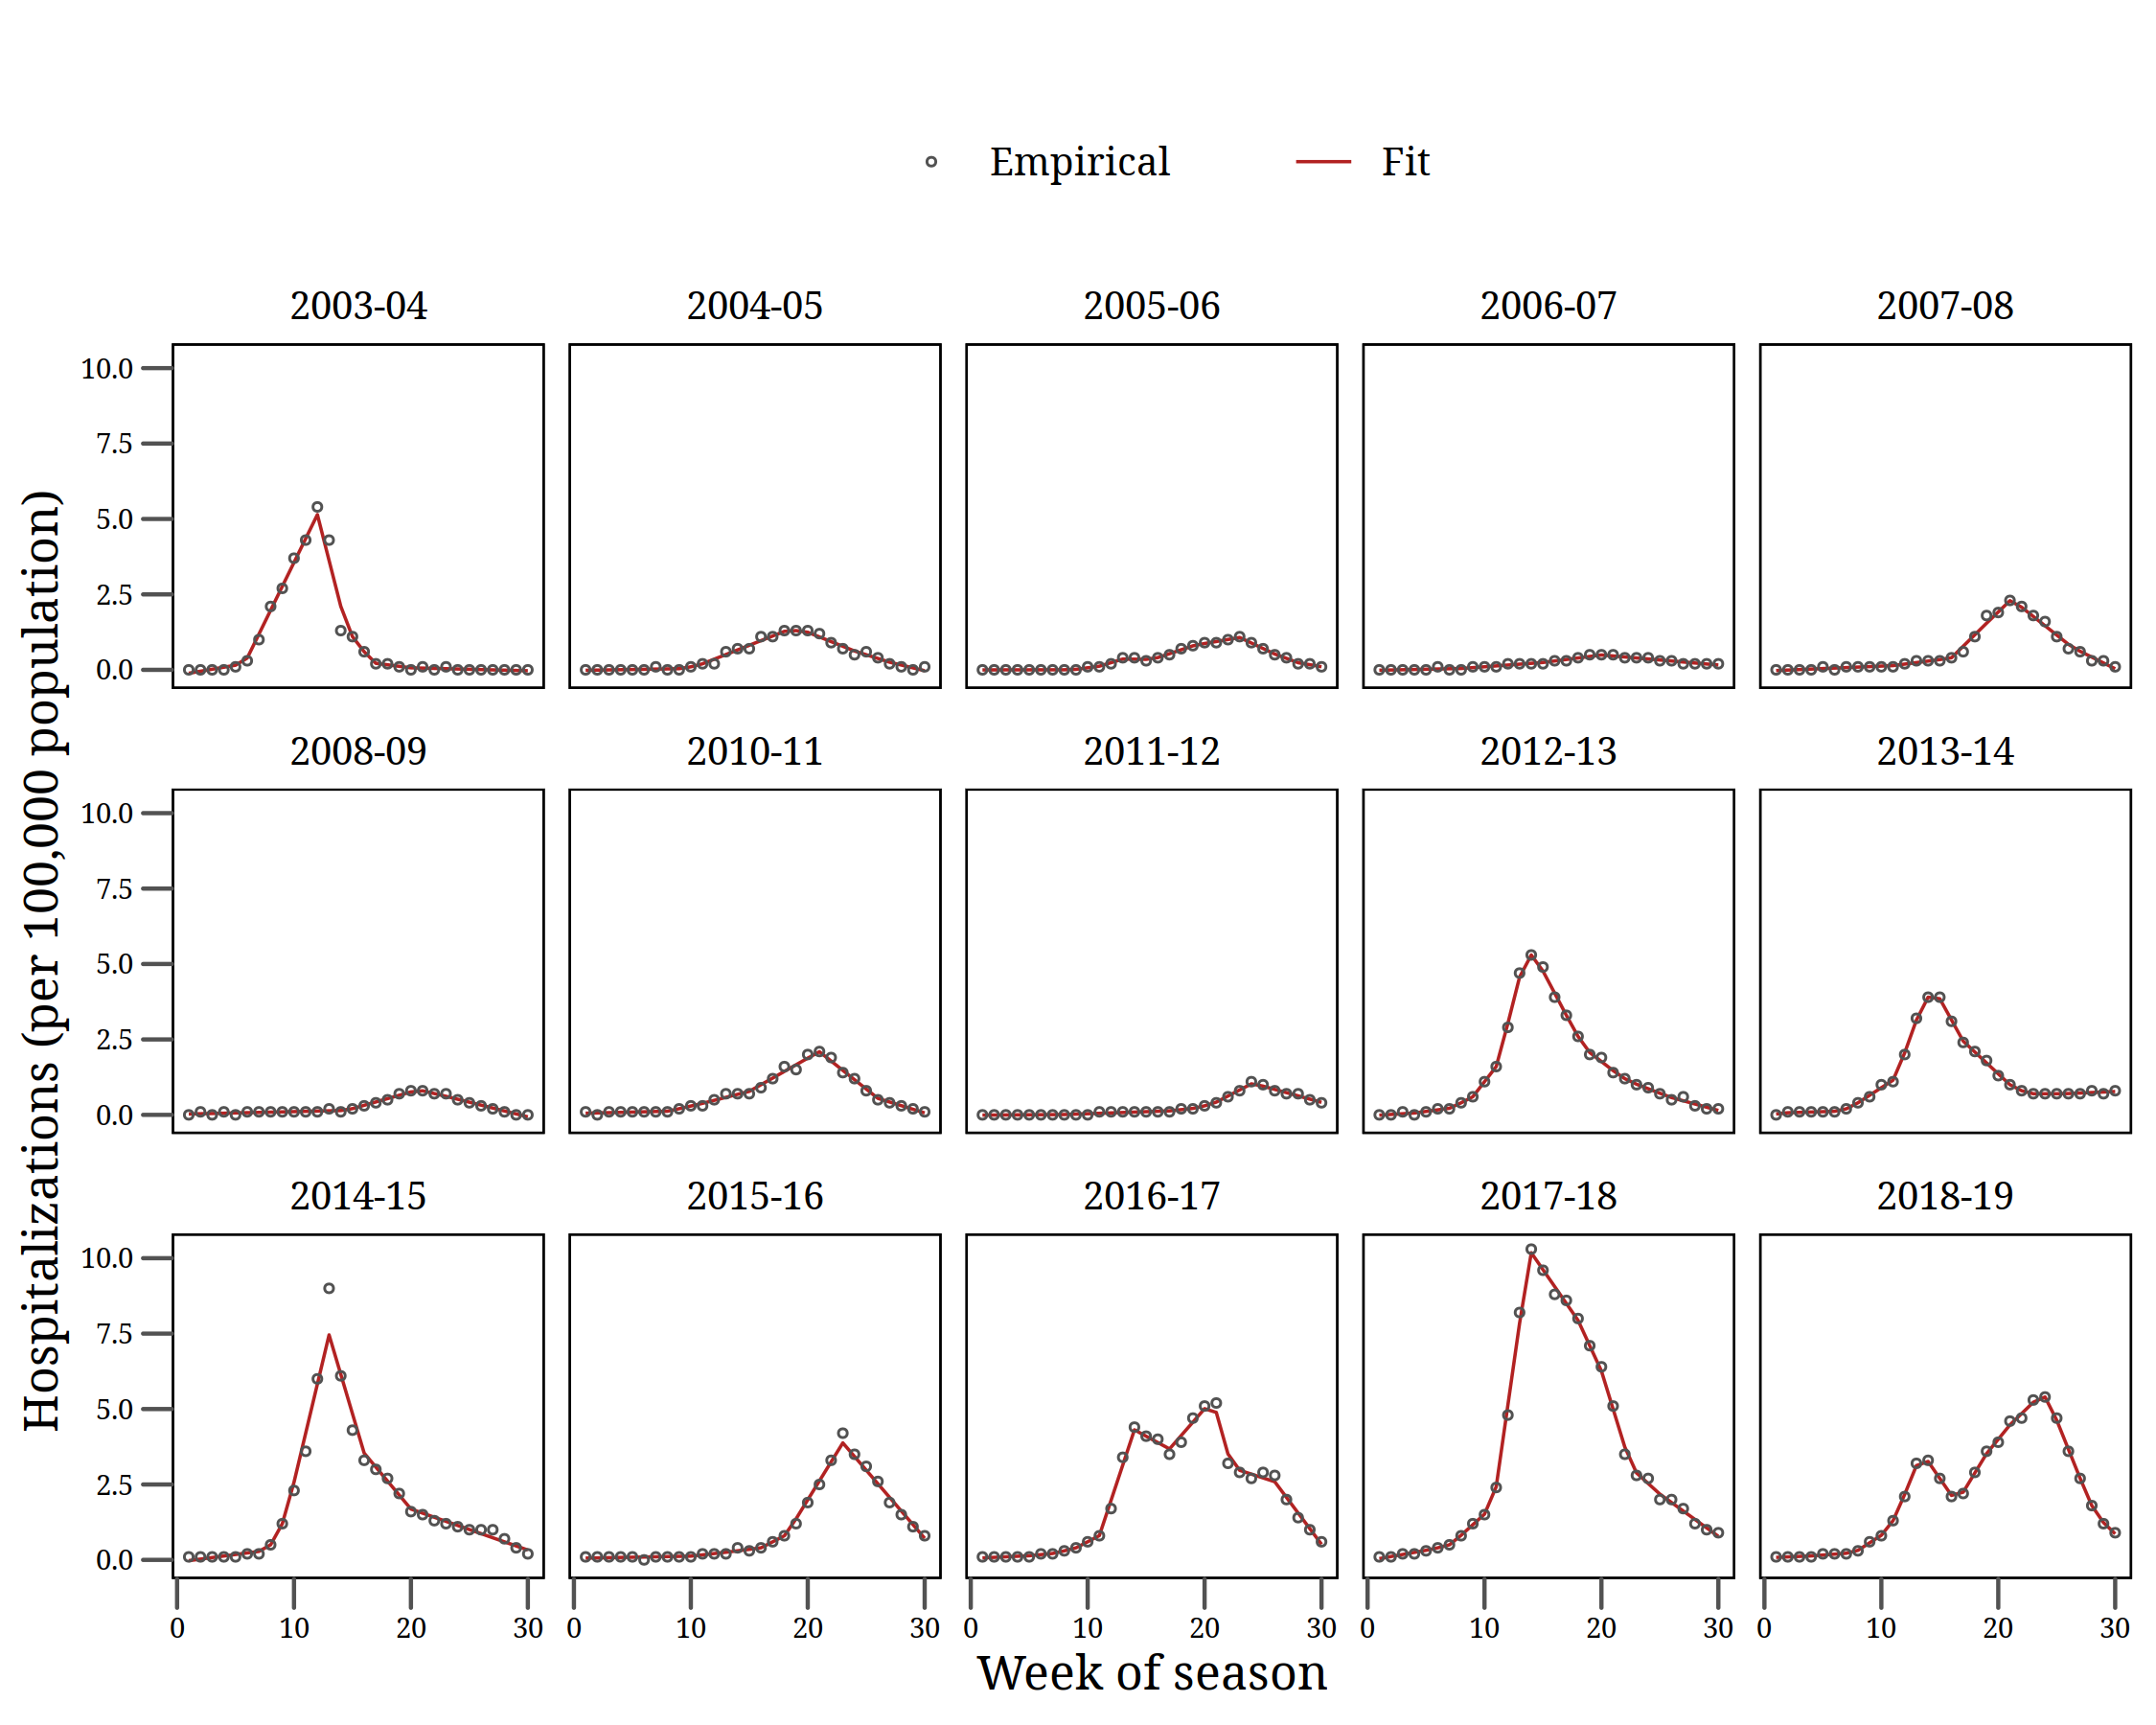 Empirical Fit
2003-04 2004-05 2005-06 2006-07 2007-08
10.0
7.5
5.0
2.5
0.0
2008-09 2010-11 2011-12 2012-13 2013-14
10.0
7.5
5.0
2.5
0.0
2014-15 2015-16 2016-17 2017-18 2018-19
10.0
7.5
5.0
2.5
0.0
0 10 20 30 0 10 20 30 0 10 20 30 0 10 20 30 0 10 20 30
Week of season
Hospitalizations (per 100,000 population)